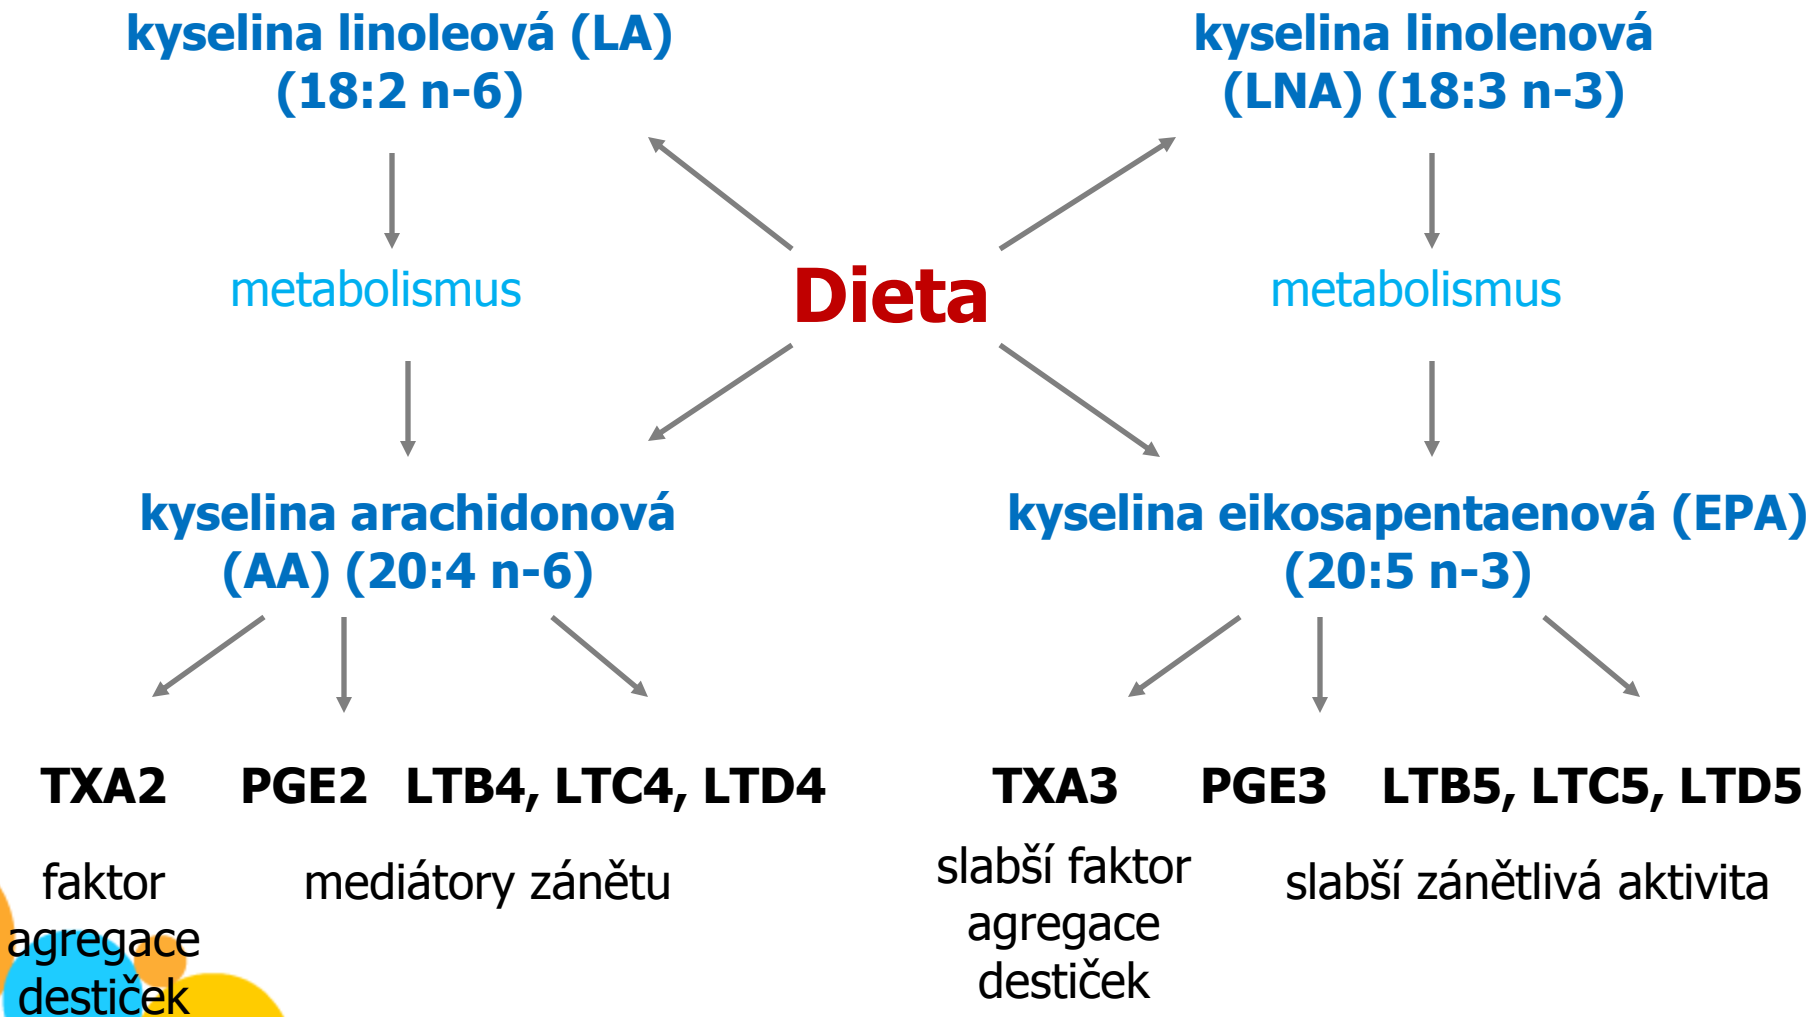 kyselina linoleová (LA)
(18:2 n-6)
kyselina linolenová
(LNA) (18:3 n-3)
metabolismus
Dieta
metabolismus
kyselina arachidonová
(AA) (20:4 n-6)
kyselina eikosapentaenová (EPA)
(20:5 n-3)
TXA2
PGE2
LTB4, LTC4, LTD4
TXA3
PGE3
LTB5, LTC5, LTD5
faktor
agregace
destiček
mediátory zánětu
slabší faktor
agregace
destiček
slabší zánětlivá aktivita